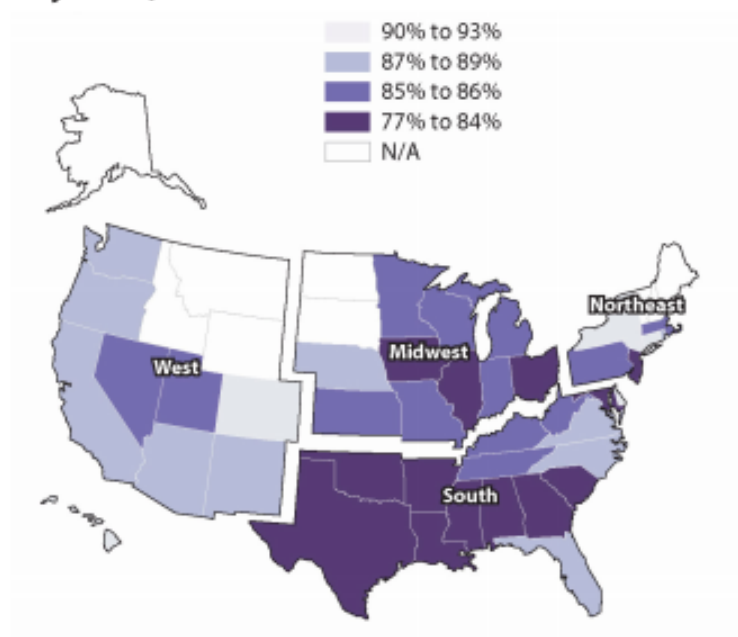 90% to 93%
87% to 89%
85% to 86%
77% to 84%
N/A
Northeast
Midwest
West
South